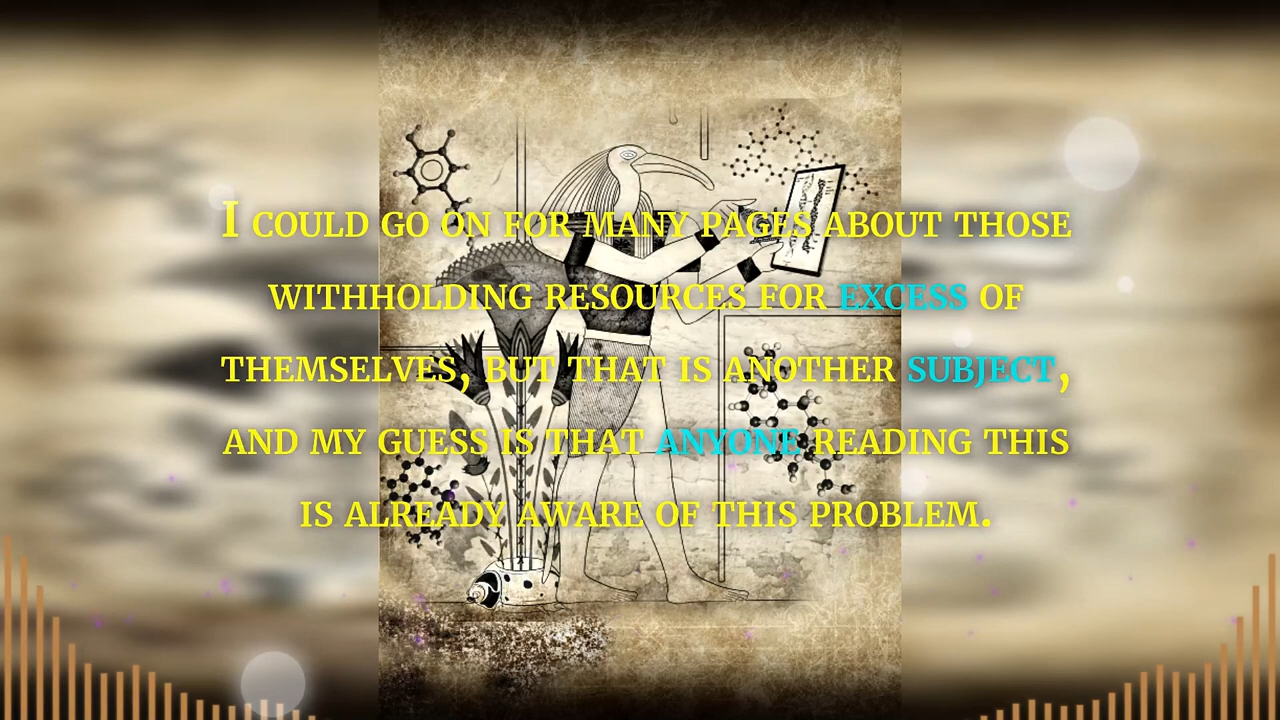 I could go on for many pages about those
withholding resources for excess of
themselves, but that is another subject,
and my guess is that anyone reading this
is already aware of this problem.